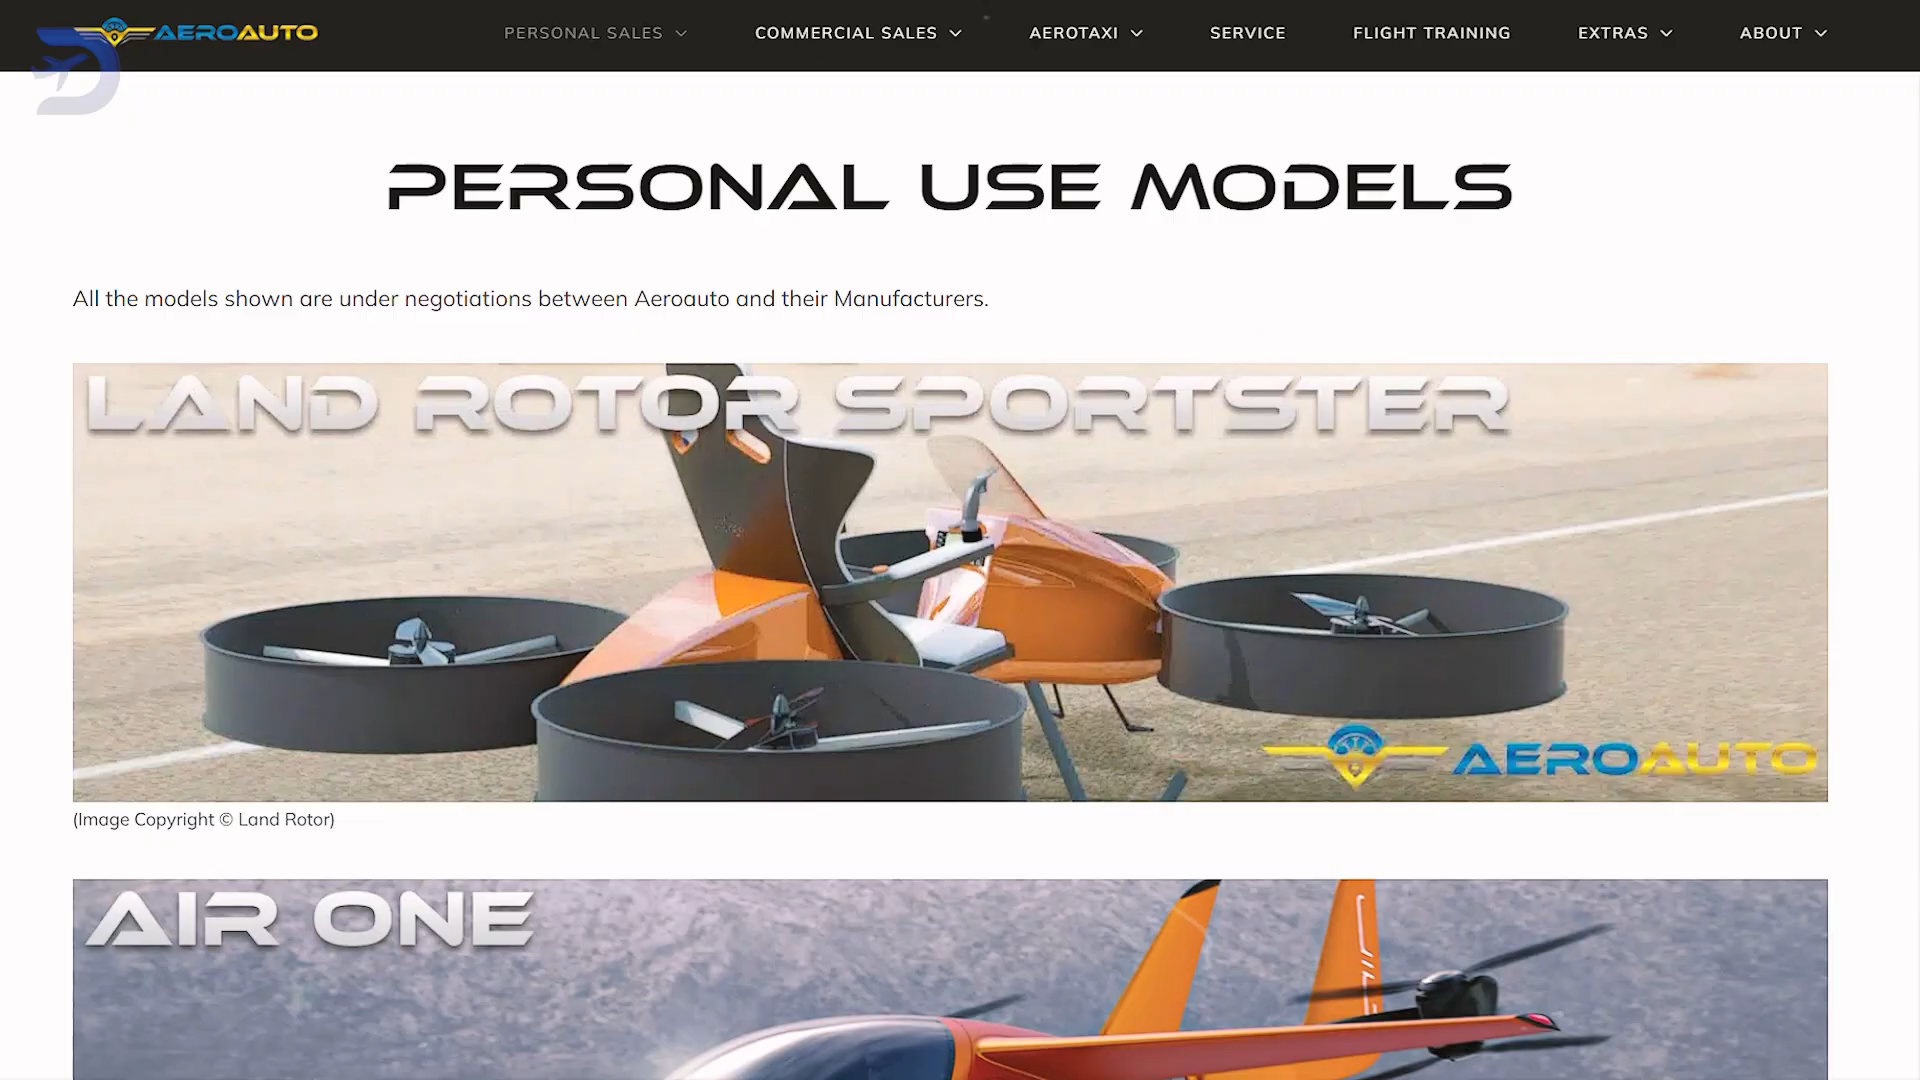 AEROAUTO
PERSONAL SALES
COMMERCIAL SALES
AEROTAXI
SERVICE
FLIGHT TRAINING
EXTRAS
ABOUT
PERSONAL USE MODELS
All the models shown are under negotiations between Aeroauto and their Manufacturers.
LAND ROTOR SPORTSTER
AEROAUTO
(Image Copyright © Land Rotor)
AIR ONE